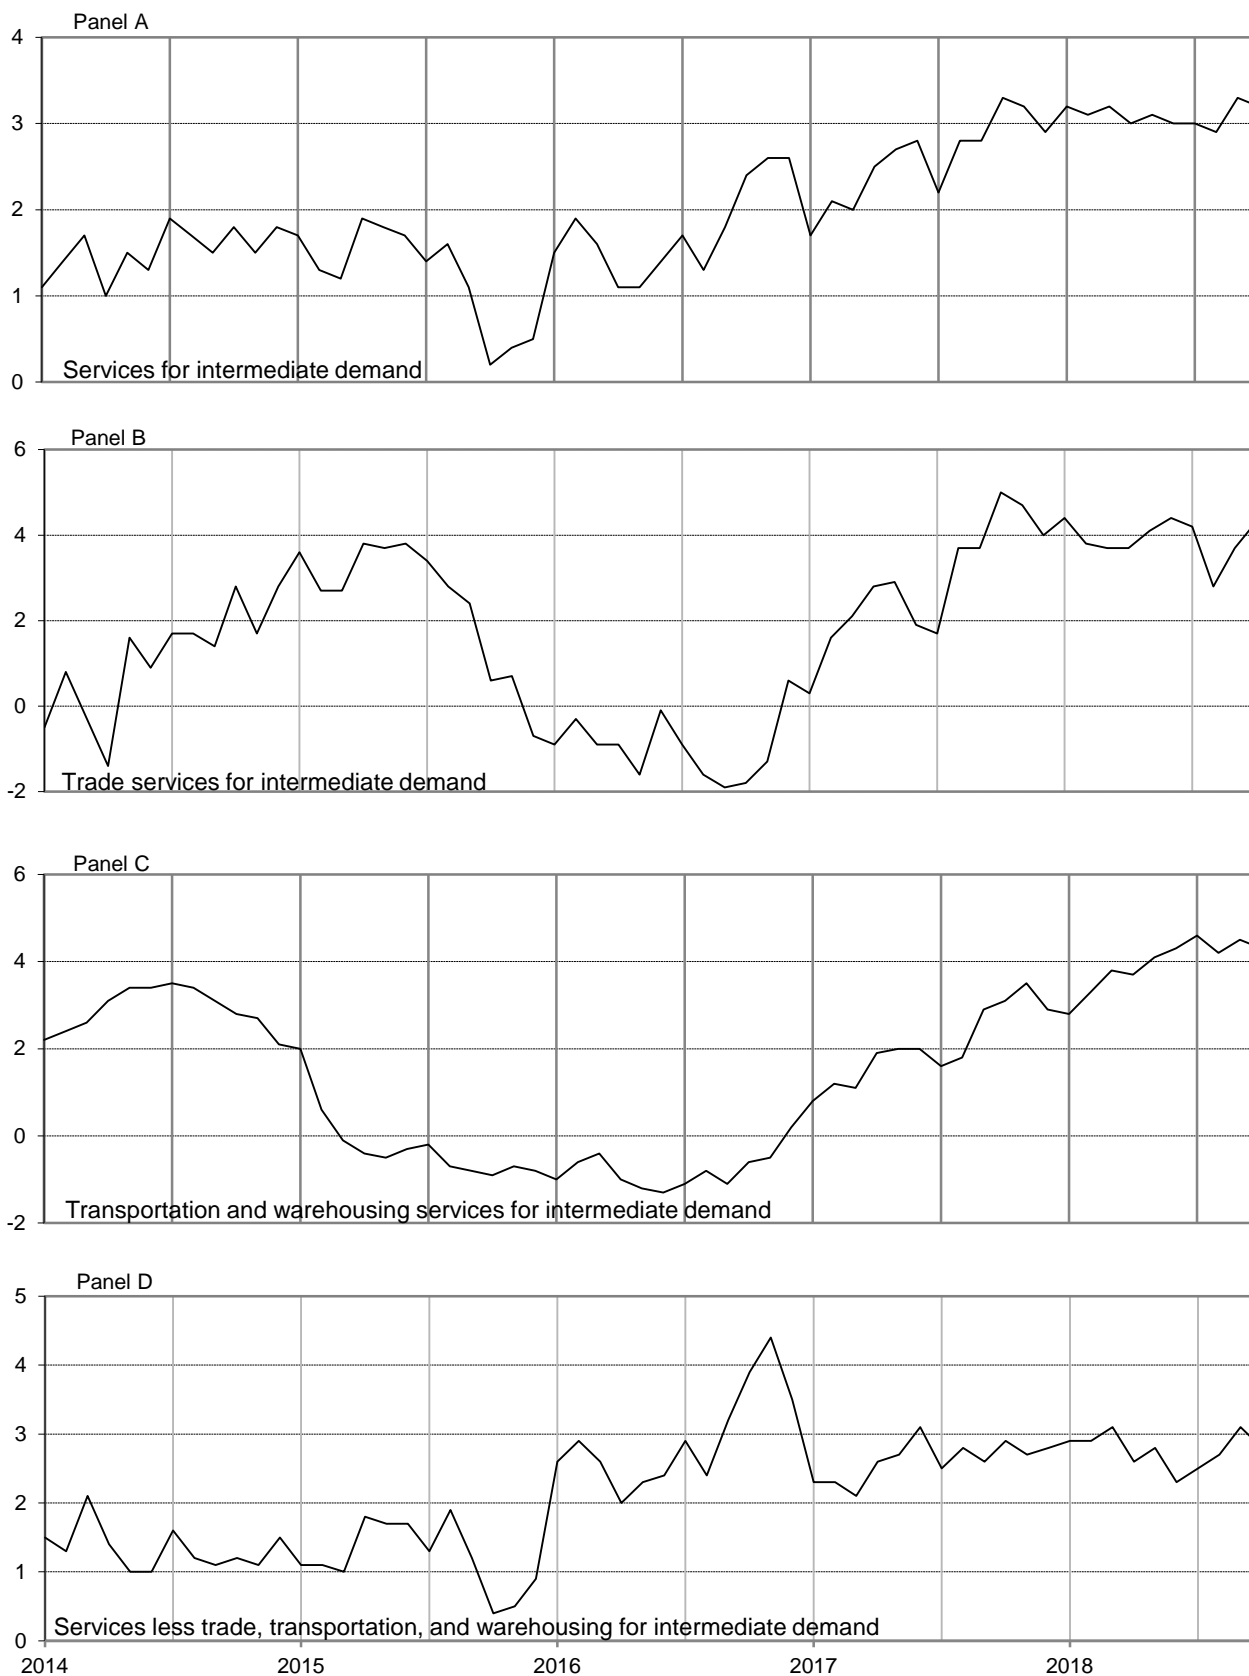 Panel A
4
3
2
1
0
Services for intermediate demand
Panel B
6
4
2
0
-2
Trade services for intermediate demand
Panel C
6
4
2
0
-2
Transportation and warehousing services for intermediate demand
Panel D
5
4
3
2
1
0
Services less trade, transportation, and warehousing for intermediate demand
2014 2015 2016 2017 2018